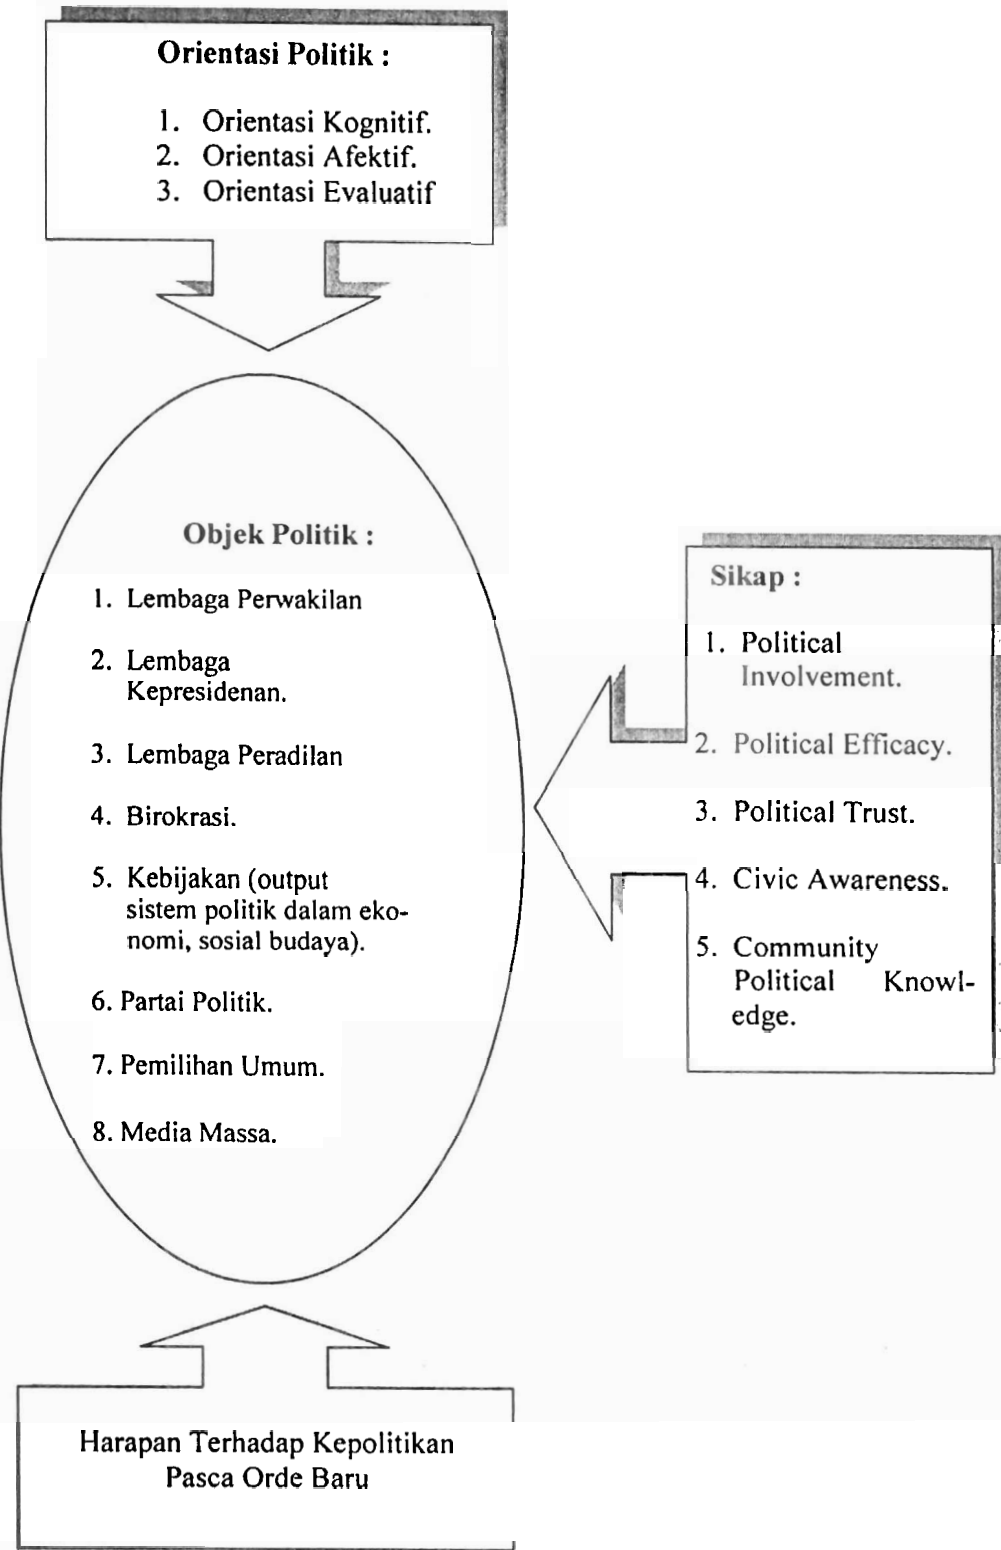 Orientasi Politik :
1. Orientasi Kognitif.
2. Orientasi Afektif.
3. Orientasi Evaluatif
Objek Politik :
1. Lembaga Perwakilan
2. Lembaga
Kepresidenan.
3. Lembaga Peradilan
4. Birokrasi.
5. Kebijakan (output
sistem politik dalam eko-
nomi, sosial budaya).
6. Partai Politik.
7. Pemilihan Umum.
8. Media Massa.
Sikap :
1. Political
Involvement.
2. Political Efficacy.
3. Political Trust.
4. Civic Awareness.
5. Community
Political Knowl-
edge.
Harapan Terhadap Kepolitikan
Pasca Orde Baru